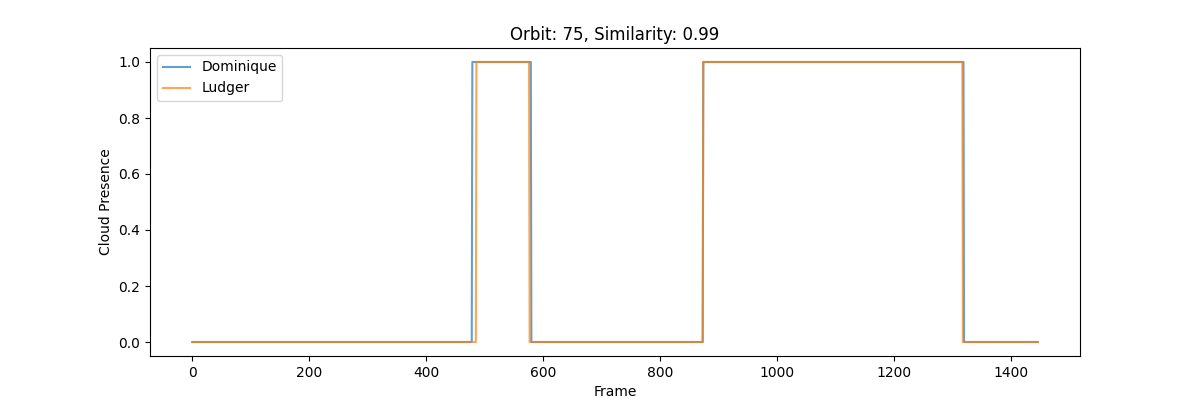 Orbit: 75, Similarity: 0.99
Dominique
Ludger
Cloud Presence
1.0
0.8
0.6
0.4
0.2
0.0
0 200 400 600 800 1000 1200 1400
Frame